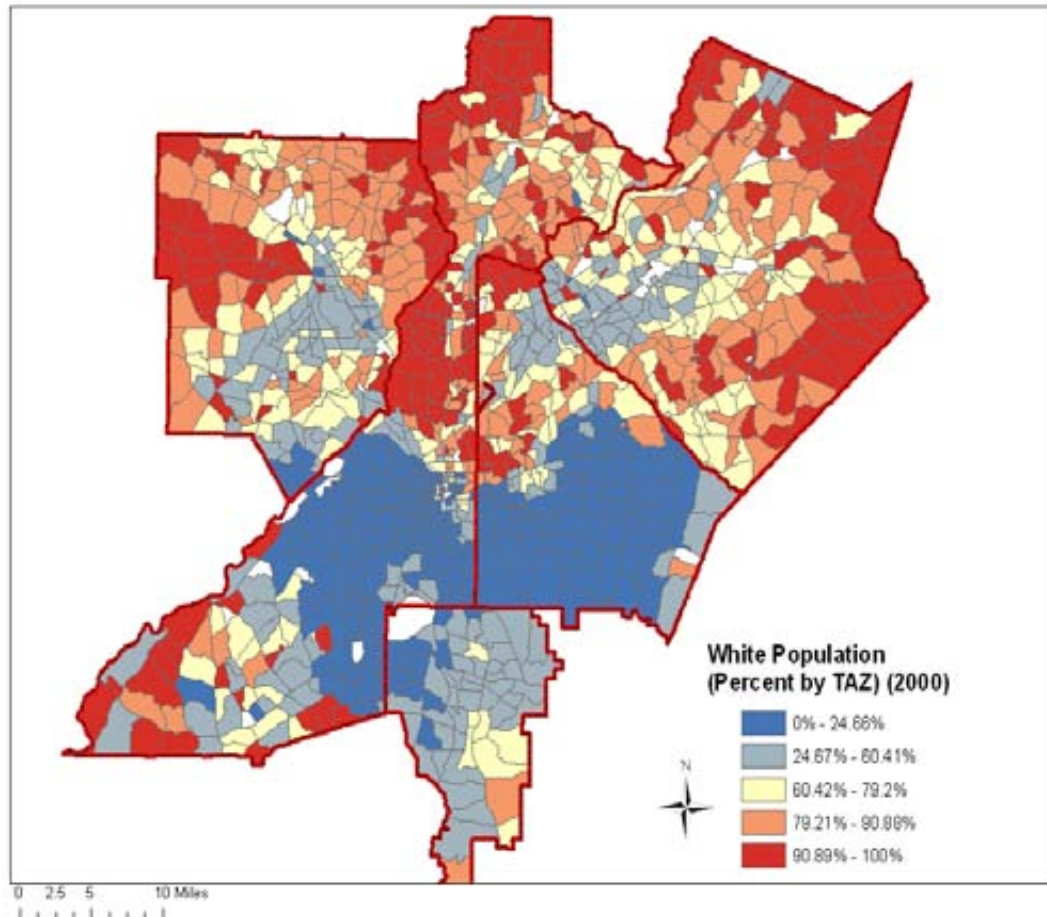 White Population
(Percent by TAZ) (2000)
0% - 24.66%
24.67% - 60.41%
60.42% - 79.2%
79.21% - 90.88%
90.89% - 100%
N
0 2.5 5 10 Miles